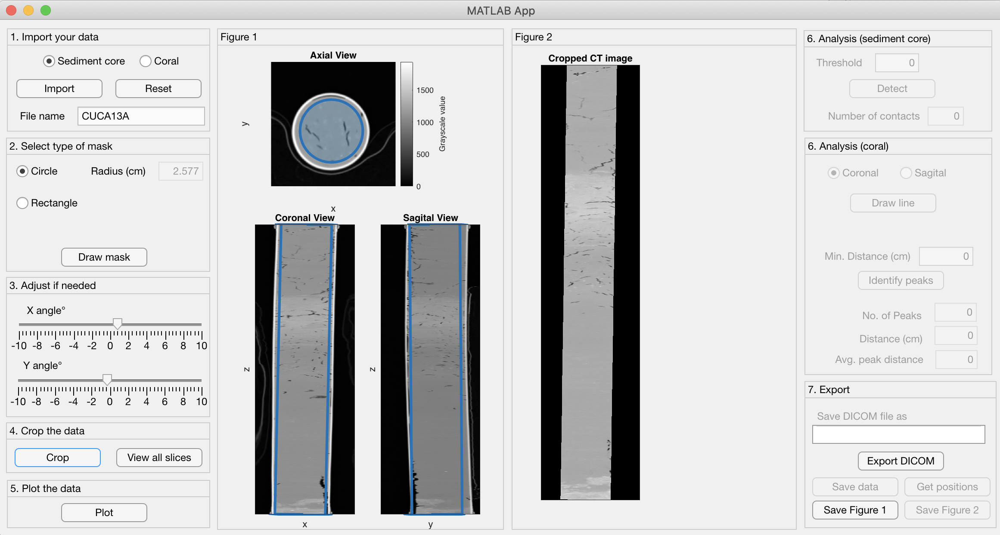 MATLAB App
1. Import your data
Sediment core
Coral
Import
Reset
File name
CUCA13A
2. Select type of mask
Circle
Radius (cm)
2.577
Rectangle
Draw mask
3. Adjust if needed
X angle°
-10 -8 -6 -4 -2 0 2 4 6 8 10
Y angle°
-10 -8 -6 -4 -2 0 2 4 6 8 10
4. Crop the data
Crop
View all slices
5. Plot the data
Plot
Figure 1
Axial View
y
x
1500
1000
500
0
Grayscale value
Coronal View
z
x
Sagital View
z
y
Figure 2
Cropped CT image
6. Analysis (sediment core)
Threshold
0
Detect
Number of contacts
0
6. Analysis (coral)
Coronal
Sagital
Draw line
Min. Distance (cm)
0
Identify peaks
No. of Peaks
0
Distance (cm)
0
Avg. peak distance
0
7. Export
Save DICOM file as
Export DICOM
Save data
Get positions
Save Figure 1
Save Figure 2